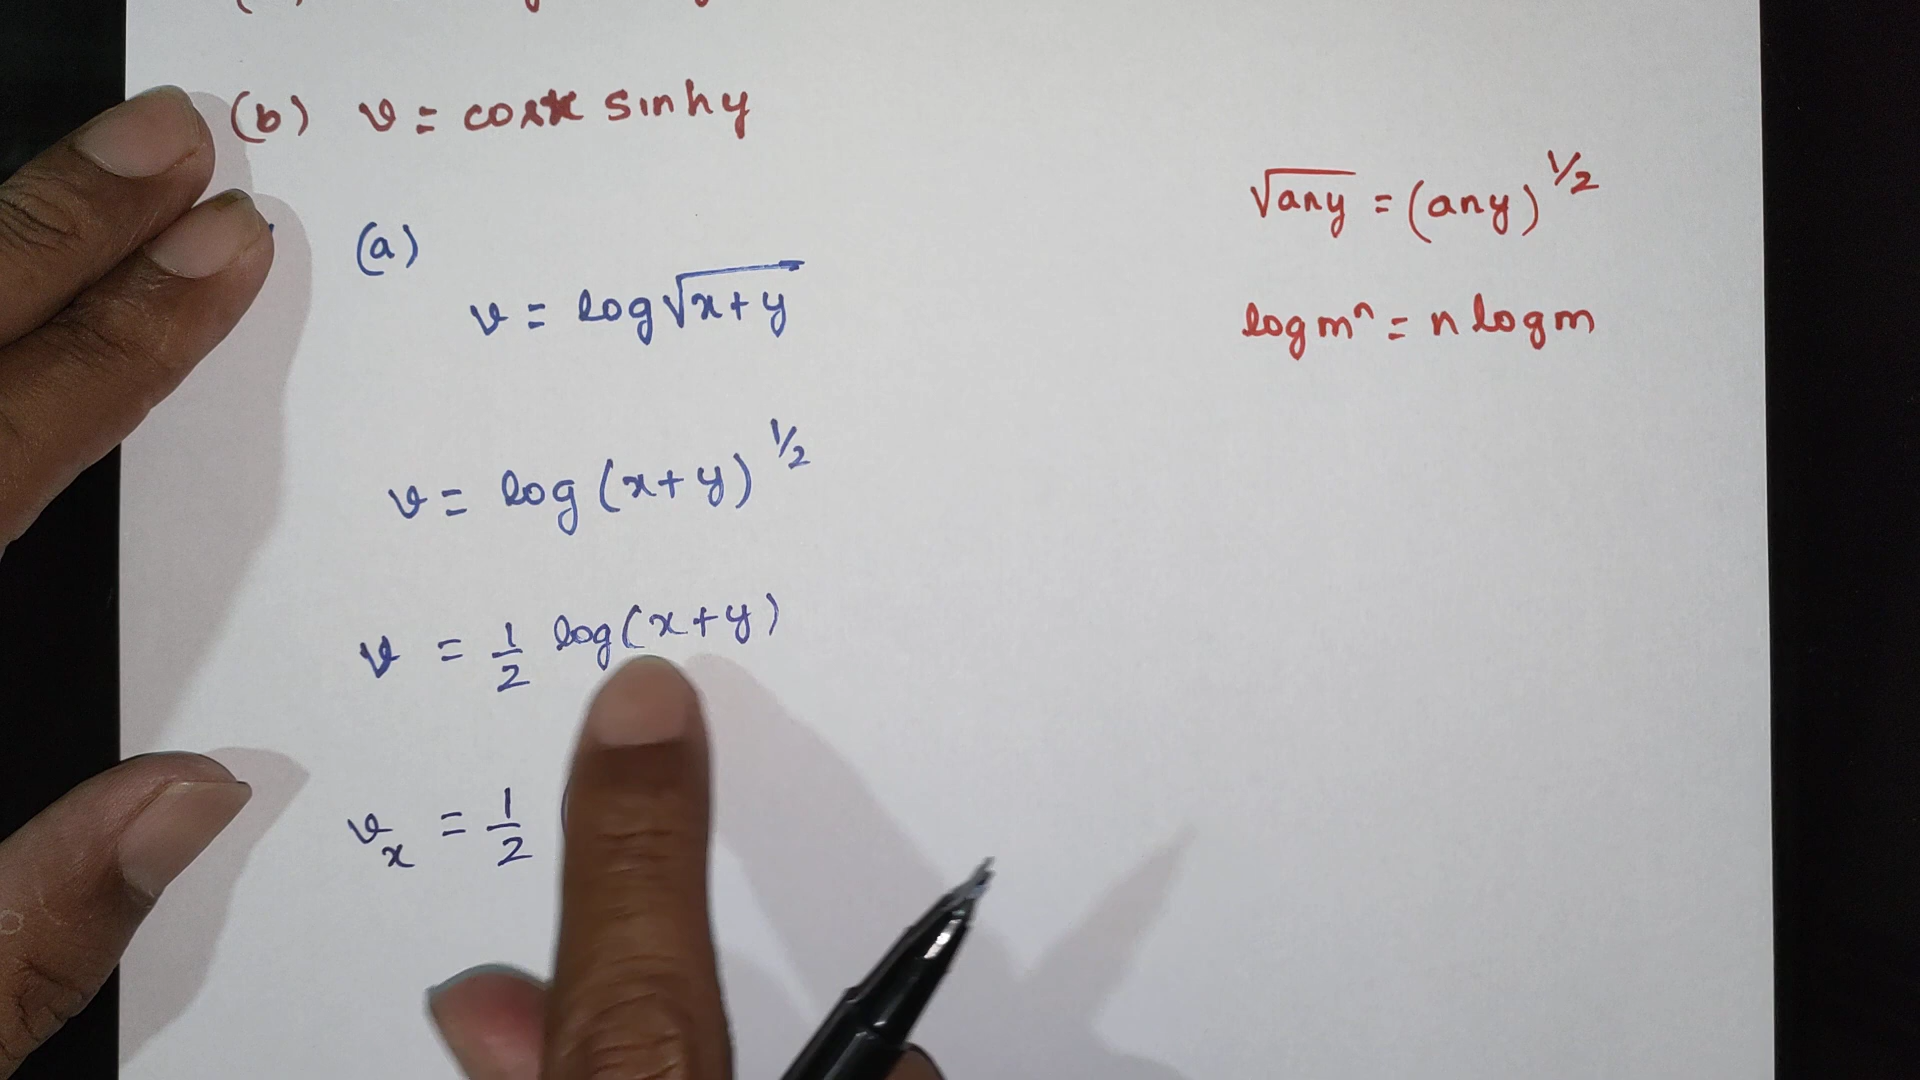 (b) v = cosx sinhy
(a)
v = log√x+y
v = log (x+y)^1/2
v = 1/2 log(x+y)
v_x = 1/2
√any = (any)^1/2
log m^n = n log m